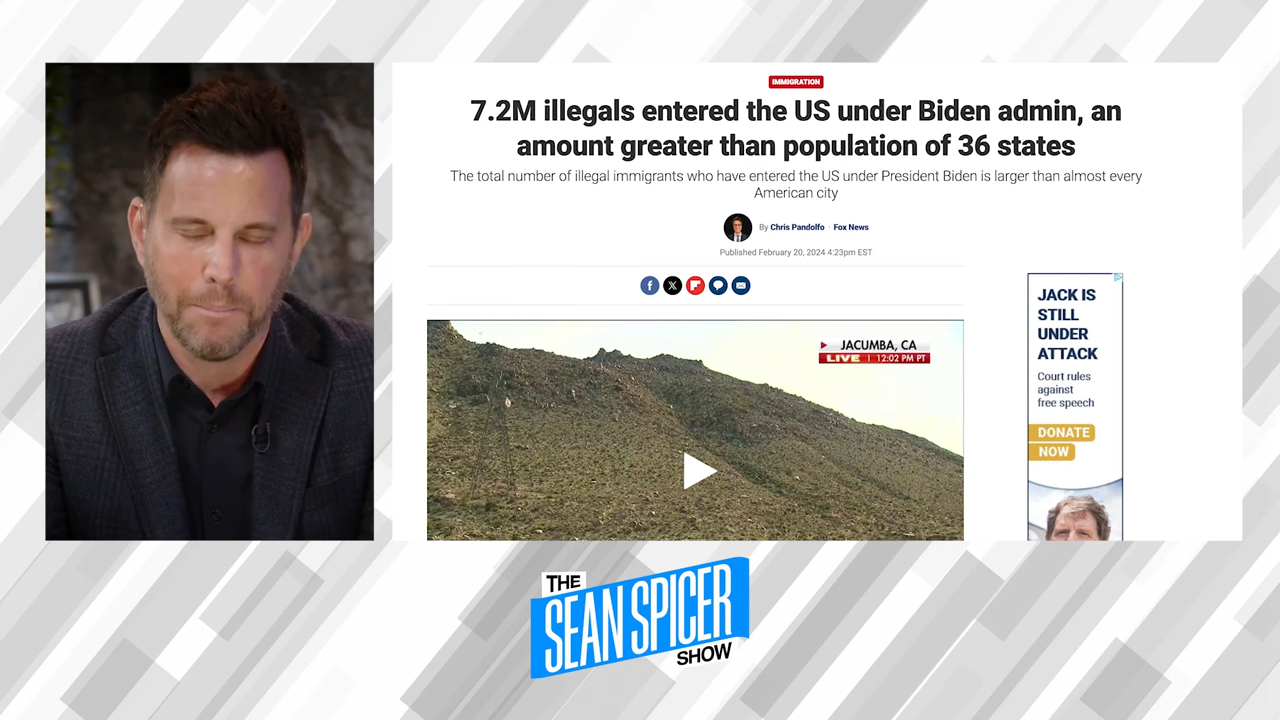 IMMIGRATION
7.2M illegals entered the US under Biden admin, an
amount greater than population of 36 states
The total number of illegal immigrants who have entered the US under President Biden is larger than almost every
American city
By Chris Pandolfo · Fox News
Published February 20, 2024 4:23pm EST
JACUMBA, CA
LIVE | 12:02 PM PT
JACK IS
STILL
UNDER
ATTACK
Court rules
against
free speech
DONATE
NOW
THE
SEAN SPICER
SHOW